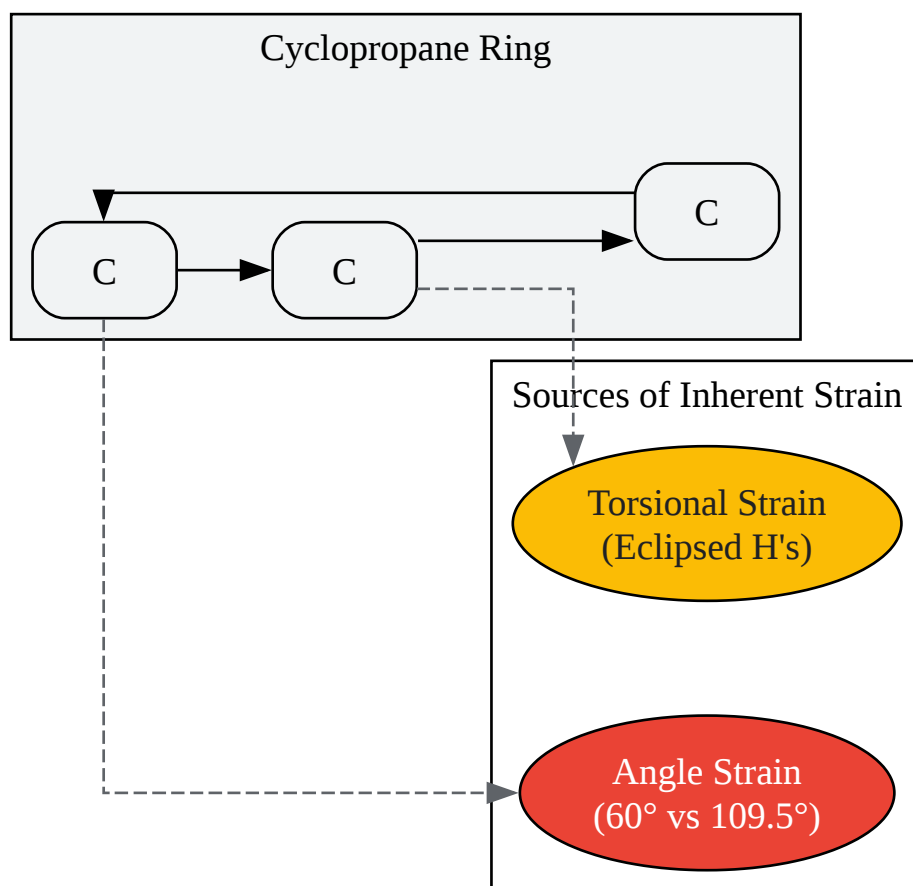 Cyclopropane Ring
C
C
C
Sources of Inherent Strain
Torsional Strain
(Eclipsed H's)
Angle Strain
(60° vs 109.5°)